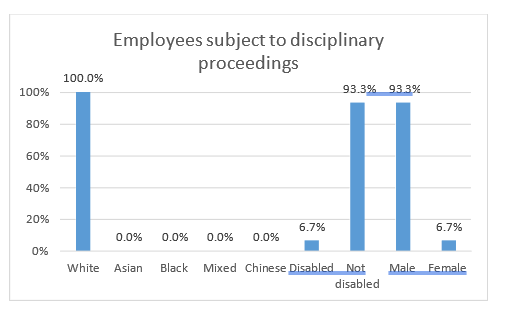 Employees subject to disciplinary
proceedings
100.0%
93.3% 93.3%
100%
80%
60%
40%
20%
0%
0.0% 0.0% 0.0% 0.0% 6.7% 6.7%
White Asian Black Mixed Chinese Disabled Not Male Female
disabled